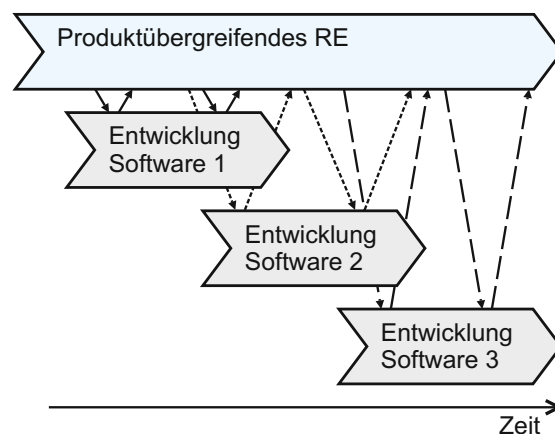 Produktübergreifendes RE
Entwicklung
Software 1
Entwicklung
Software 2
Entwicklung
Software 3
Zeit